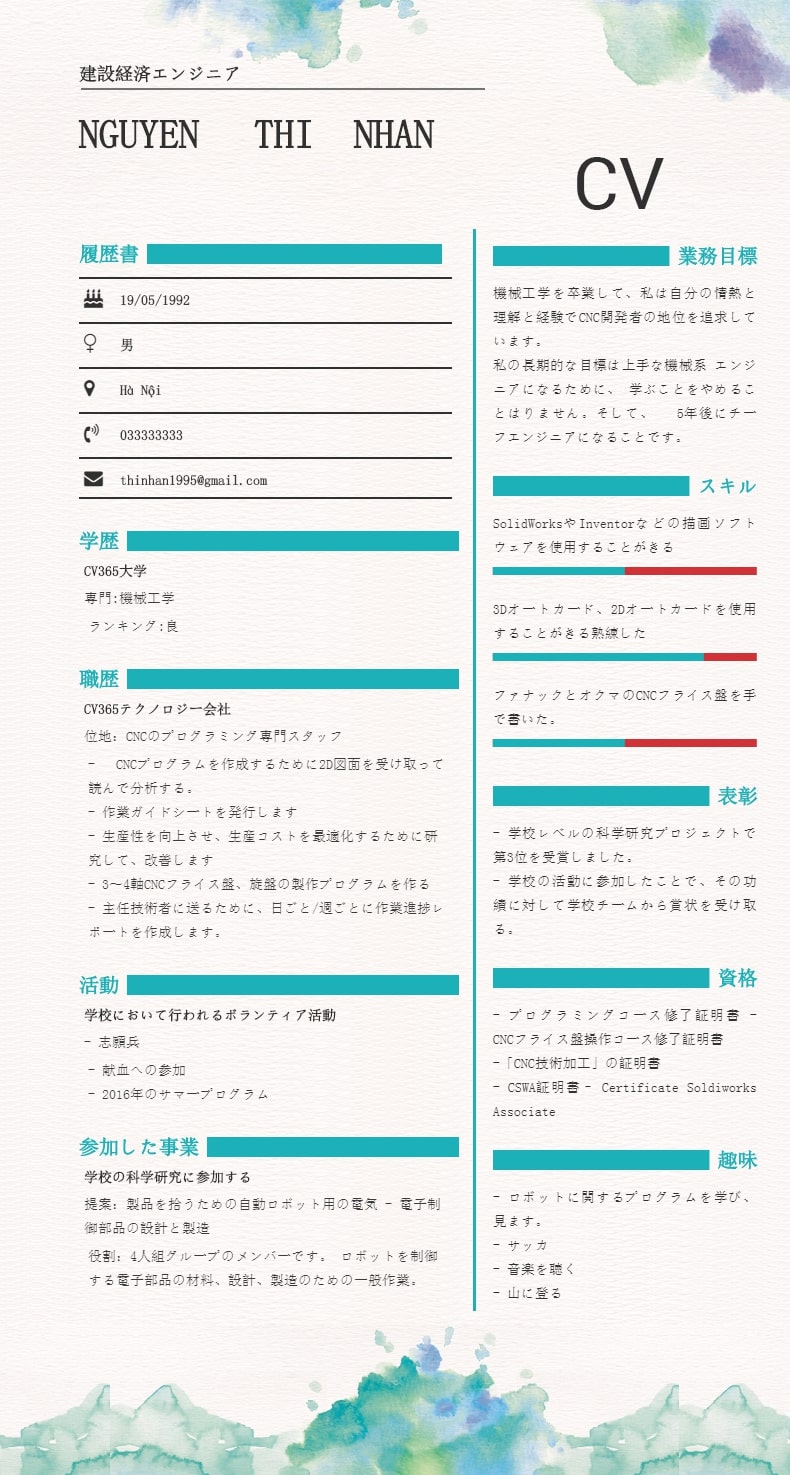 建設経済エンジニア
NGUYEN THI NHAN
CV
履歴書
19/05/1992
男
Hà Nội
033333333
thinhan1995@gmail.com
学歴
CV365大学
専門:機械工学
ランキング:良
職歴
CV365テクノロジー会社
位地: CNCのプログラミング専門スタッフ
- CNCプログラムを作成するために2D図面を受け取って
読んで分析する。
- 作業ガイドシートを発行します
- 生産性を向上させ、生産コストを最適化するために研
究して、改善します
- 3～4軸CNCフライス盤、旋盤の製作プログラムを作る
- 主任技術者に送るために、日ごと/週ごとに作業進捗レ
ポートを作成します。
活動
学校において行われるボランティア活動
- 志願兵
- 献血への参加
- 2016年のサマープログラム
参加した事業
学校の科学研究に参加する
提案: 製品を拾うための自動ロボット用の電気 - 電子制
御部品の設計と製造
役割: 4人組グループのメンバーです。 ロボットを制御
する電子部品の材料、設計、製造のための一般作業。
業務目標
機械工学を卒業して、私は自分の情熱と
理解と経験でCNC開発者の地位を追求して
います。
私の長期的な目標は上手な機械系 エンジ
ニアになるために、 学ぶことをやめるこ
とはりません。そして、 5年後にチー
フエンジニアになることです。
スキル
SolidWorksやInventorなどの描画ソフト
ウェアを使用することがきる
3Dオートカード、2Dオートカードを使用
することがきる熟練した
ファナックとオクマのCNCフライス盤を手
で書いた。
表彰
- 学校レベルの科学研究プロジェクトで
第3位を受賞しました。
- 学校の活動に参加したことで、その功
績に対して学校チームから賞状を受け取
る。
資格
- プログラミングコース修了証明書 -
CNCフライス盤操作コース修了証明書
-「CNC技術加工」の証明書
- CSWA証明書 - Certificate Soldiworks
Associate
趣味
- ロボットに関するプログラムを学び、
見ます。
- サッカ
- 音楽を聴く
- 山に登る